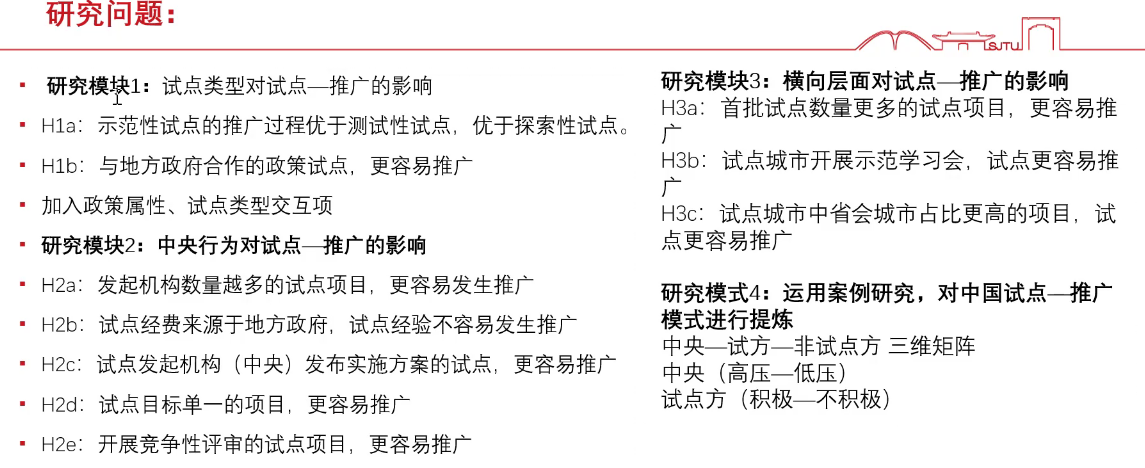 研究问题：
SJTU
研究模块1：试点类型对试点—推广的影响
H1a：示范性试点的推广过程优于测试性试点，优于探索性试点。
H1b：与地方政府合作的政策试点，更容易推广
加入政策属性、试点类型交互项
研究模块2：中央行为对试点—推广的影响
H2a：发起机构数量越多的试点项目，更容易发生推广
H2b：试点经费来源于地方政府，试点经验不容易发生推广
H2c：试点发起机构（中央）发布实施方案的试点，更容易推广
H2d：试点目标单一的项目，更容易推广
H2e：开展竞争性评审的试点项目，更容易推广
研究模块3：横向层面对试点—推广的影响
H3a：首批试点数量更多的试点项目，更容易推
广
H3b：试点城市开展示范学习会，试点更容易推
广
H3c：试点城市中省会城市占比更高的项目，试
点更容易推广
研究模式4：运用案例研究，对中国试点—推广
模式进行提炼
中央—试方—非试点方 三维矩阵
中央（高压—低压）
试点方（积极—不积极）